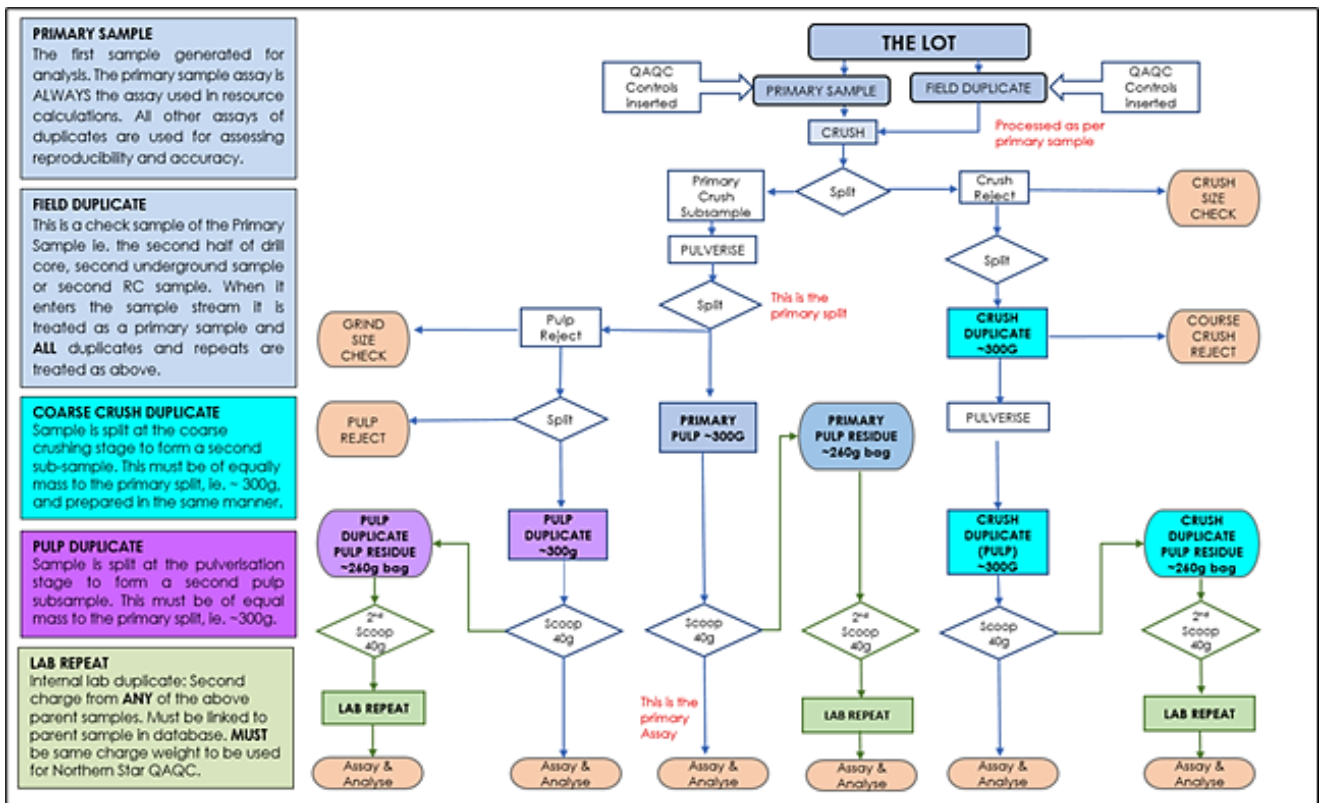 PRIMARY SAMPLE
The first sample generated for
analysis. The primary sample assay is
ALWAYS the assay used in resource
calculations. All other assays of
duplicates are used for assessing
reproducibility and accuracy.
FIELD DUPLICATE
This is a check sample of the Primary
Sample ie. the second half of drill
core, second underground sample
or second RC sample. When it
enters the sample stream it is
treated as a primary sample and
ALL duplicates and repeats are
treated as above.
COARSE CRUSH DUPLICATE
Sample is split at the coarse
crushing stage to form a second
sub-sample. This must be of equally
mass to the primary split, ie. ~ 300g,
and prepared in the same manner.
PULP DUPLICATE
Sample is split at the pulverisation
stage to form a second pulp
subsample. This must be of equal
mass to the primary split, ie. ~300g.
LAB REPEAT
Internal lab duplicate: Second
charge from ANY of the above
parent samples. Must be linked to
parent sample in database. MUST
be same charge weight to be used
for Northern Star QAQC.
THE LOT
QAQC
Controls
Inserted
PRIMARY SAMPLE
FIELD DUPLICATE
QAQC
Controls
Inserted
CRUSH
Processed as per
primary sample
Primary
Crush
Subsample
Split
Crush
Reject
CRUSH
SIZE
CHECK
PULVERISE
Split
Split
This is the
primary split
GRIND
SIZE
CHECK
Pulp
Reject
CRUSH
DUPLICATE
~300G
COURSE
CRUSH
REJECT
PULP
REJECT
Split
PRIMARY
PULP ~300G
PRIMARY
PULP RESIDUE
~260g bag
PULVERISE
PULP
DUPLICATE
PULP RESIDUE
~260g bag
PULP
DUPLICATE
~300g
CRUSH
DUPLICATE
(PULP)
~300G
CRUSH
DUPLICATE
PULP RESIDUE
~260g bag
2nd
Scoop
40g
Scoop
40g
Scoop
40g
2nd
Scoop
40g
Scoop
40g
2nd
Scoop
40g
LAB REPEAT
This is the
primary
Assay
LAB REPEAT
LAB REPEAT
Assay &
Analyse
Assay &
Analyse
Assay &
Analyse
Assay &
Analyse
Assay &
Analyse
Assay &
Analyse